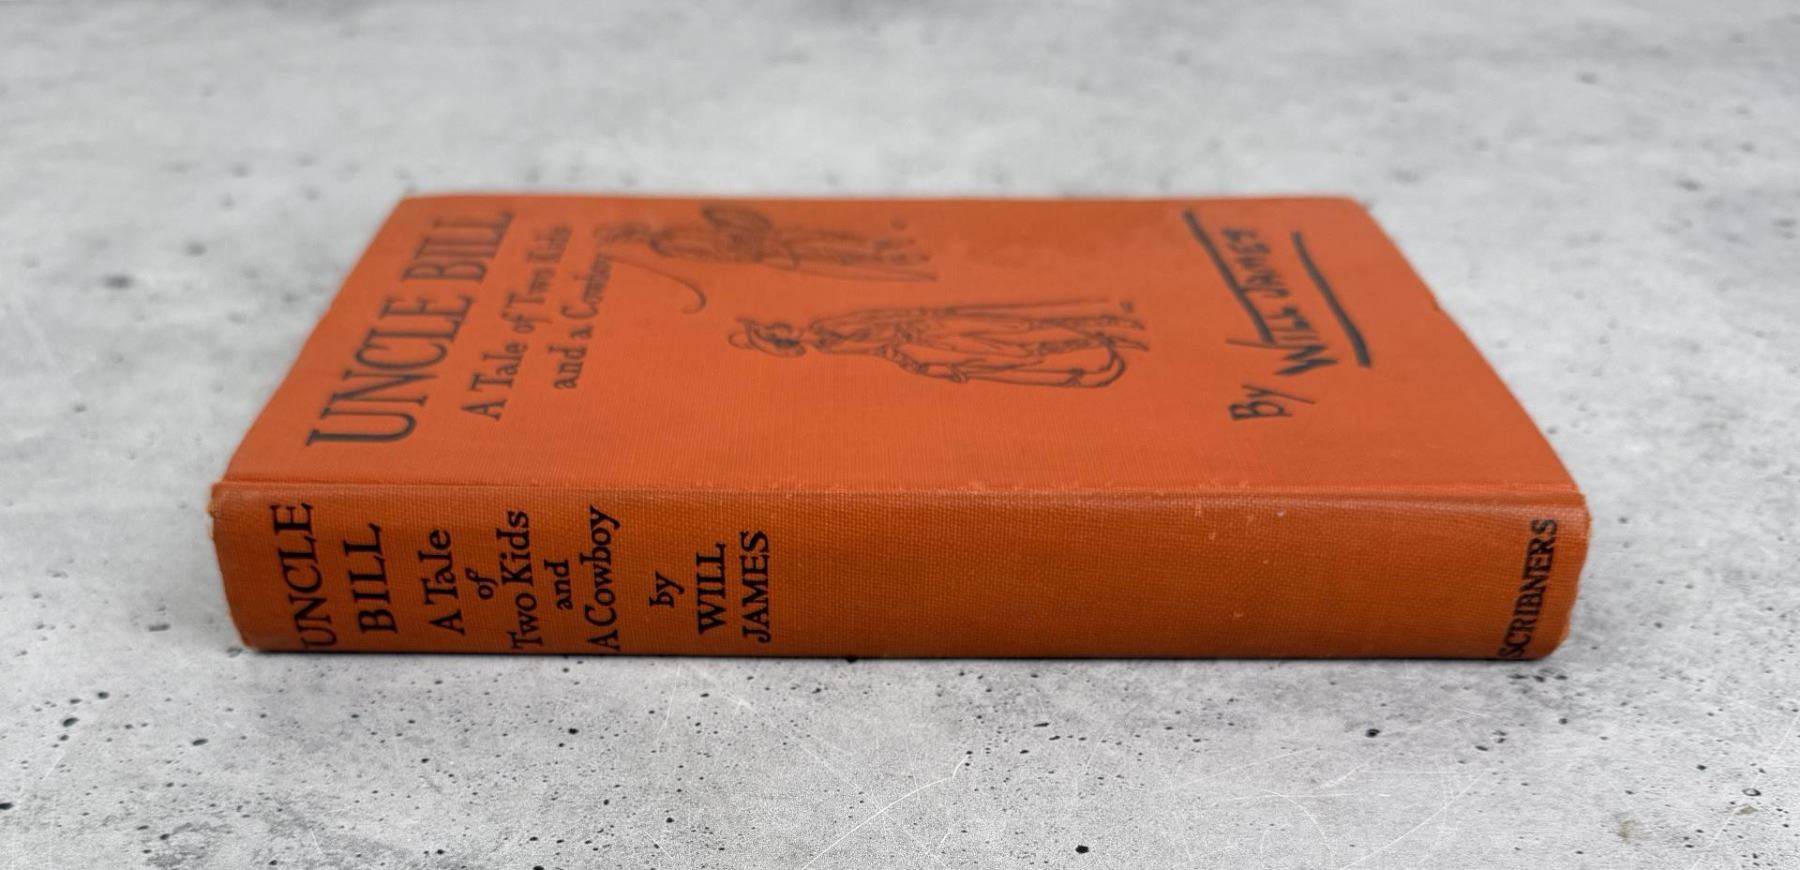 UNCLE BILL
A Tale of Two Kids
and a Cowboy
By WILL JAMES
UNCLE
BILL
A Tale
of
Two Kids
and
A Cowboy
by
WILL
JAMES
SCRIBNERS